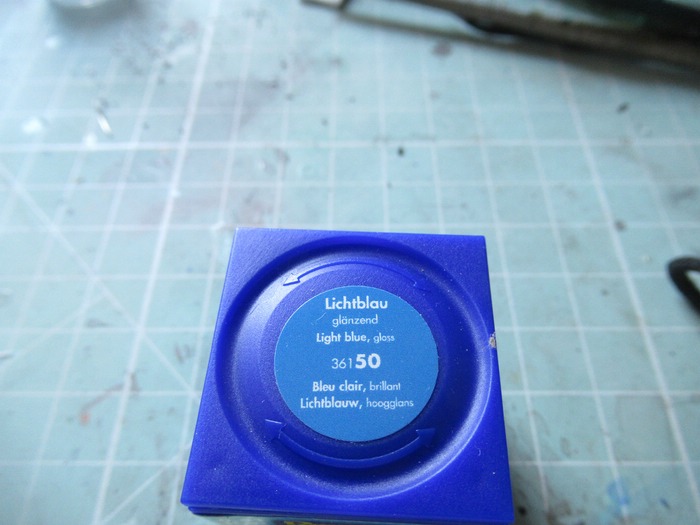 Lichtblau
glänzend
Light blue, gloss
36150
Bleu clair, brillant
Lichtblauw, hoogglans